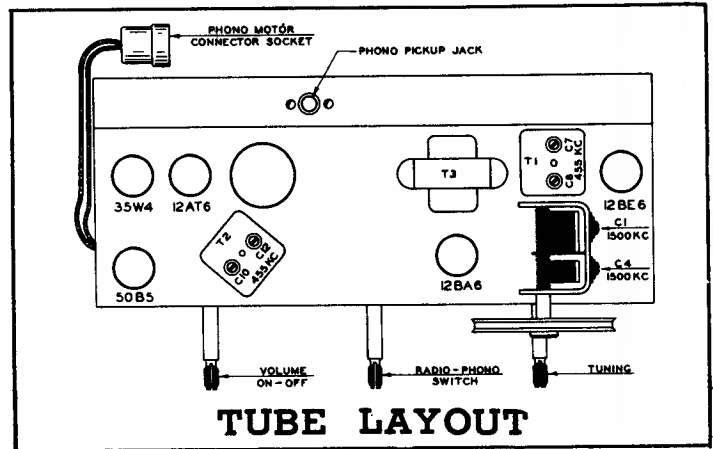 PHONO MOTÓR
CONNECTOR SOCKET
PHONO PICKUP JACK
T1
C7
C8
455 KC
T3
35W4
12AT6
12BE6
T2
C12
C10
455 KC
C1
1500KC
C4
1500KC
50B5
12BA6
VOLUME
ON-OFF
RADIO-PHONO
SWITCH
TUNING
TUBE LAYOUT